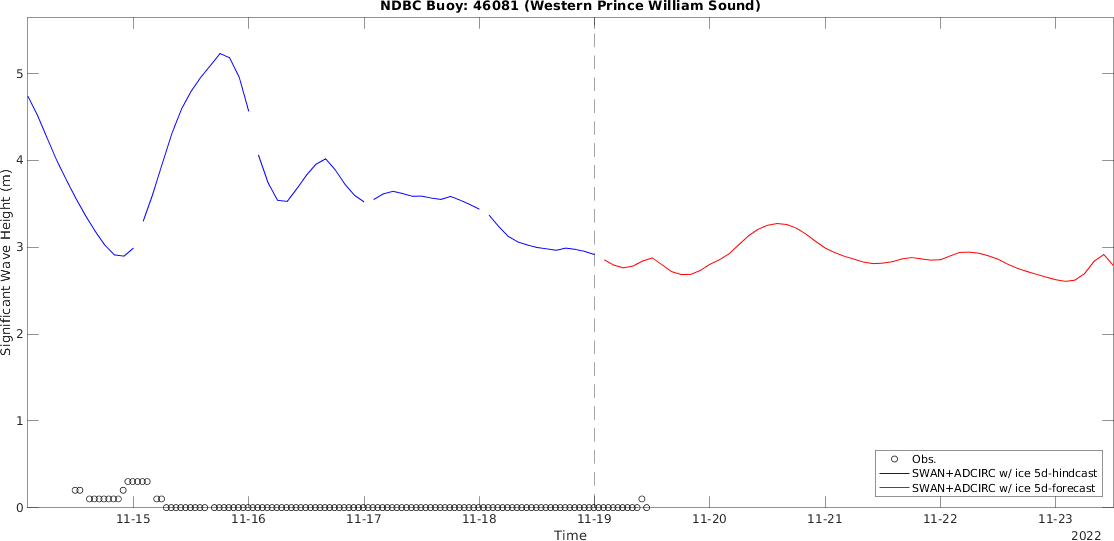 NDBC Buoy: 46081 (Western Prince William Sound)
Significant Wave Height (m)
5
4
3
2
1
0
11-15 11-16 11-17 11-18 11-19 11-20 11-21 11-22 11-23
Time
2022
Obs.
SWAN+ADCIRC w/ ice 5d-hindcast
SWAN+ADCIRC w/ ice 5d-forecast